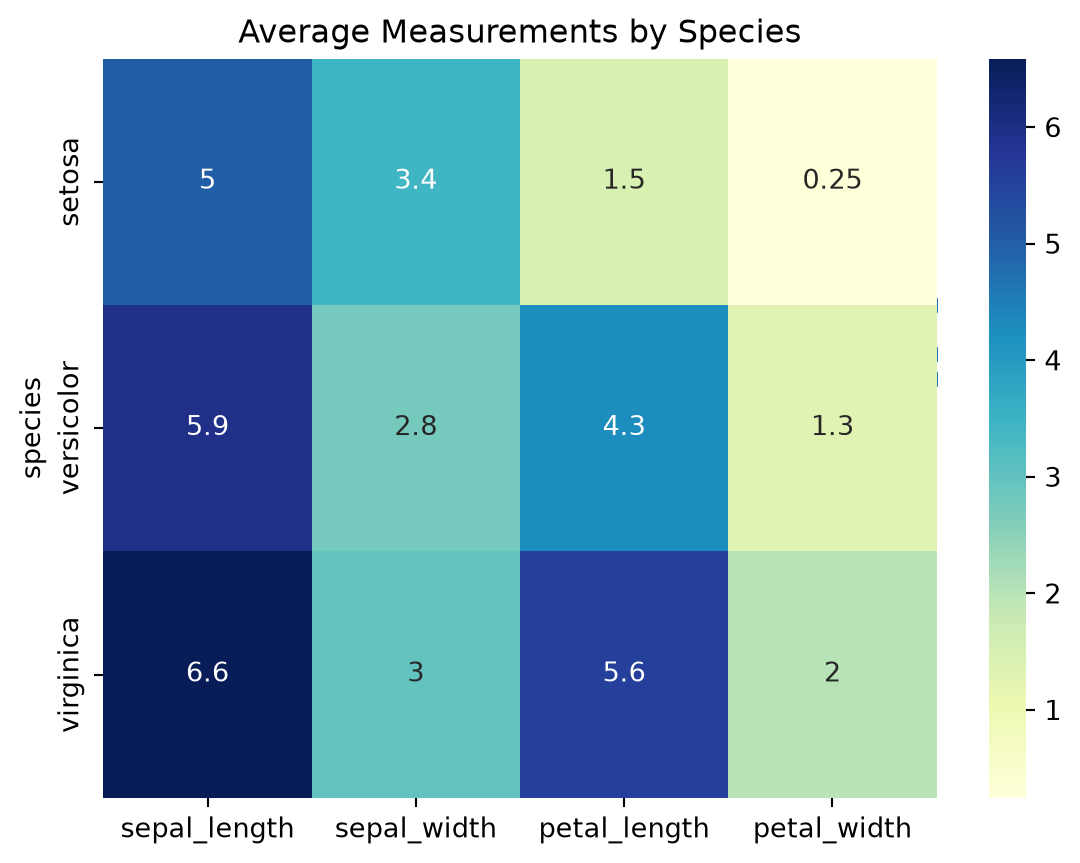 Average Measurements by Species
species
setosa
5 3.4 1.5 0.25
versicolor
5.9 2.8 4.3 1.3
virginica
6.6 3 5.6 2
sepal_length sepal_width petal_length petal_width
6
5
4
3
2
1